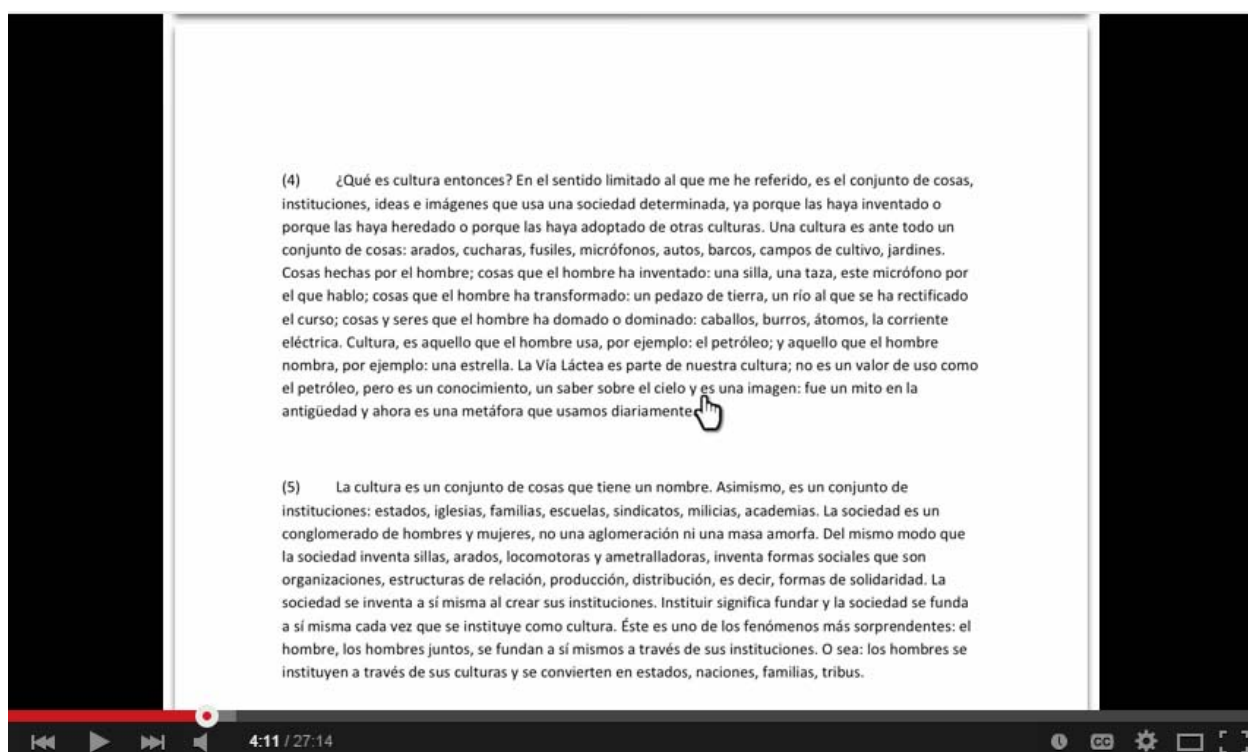 (4) ¿Qué es cultura entonces? En el sentido limitado al que me he referido, es el conjunto de cosas,
instituciones, ideas e imágenes que usa una sociedad determinada, ya porque las haya inventado o
porque las haya heredado o porque las haya adoptado de otras culturas. Una cultura es ante todo un
conjunto de cosas: arados, cucharas, fusiles, micrófonos, autos, barcos, campos de cultivo, jardines.
Cosas hechas por el hombre; cosas que el hombre ha inventado: una silla, una taza, este micrófono por
el que hablo; cosas que el hombre ha transformado: un pedazo de tierra, un río al que se ha rectificado
el curso; cosas y seres que el hombre ha domado o dominado: caballos, burros, átomos, la corriente
eléctrica. Cultura, es aquello que el hombre usa, por ejemplo: el petróleo; y aquello que el hombre
nombra, por ejemplo: una estrella. La Vía Láctea es parte de nuestra cultura; no es un valor de uso como
el petróleo, pero es un conocimiento, un saber sobre el cielo y es una imagen: fue un mito en la
antigüedad y ahora es una metáfora que usamos diariamente
(5) La cultura es un conjunto de cosas que tiene un nombre. Asimismo, es un conjunto de
instituciones: estados, iglesias, familias, escuelas, sindicatos, milicias, academias. La sociedad es un
conglomerado de hombres y mujeres, no una aglomeración ni una masa amorfa. Del mismo modo que
la sociedad inventa sillas, arados, locomotoras y ametralladoras, inventa formas sociales que son
organizaciones, estructuras de relación, producción, distribución, es decir, formas de solidaridad. La
sociedad se inventa a sí misma al crear sus instituciones. Instituir significa fundar y la sociedad se funda
a sí misma cada vez que se instituye como cultura. Éste es uno de los fenómenos más sorprendentes: el
hombre, los hombres juntos, se fundan a sí mismos a través de sus instituciones. O sea: los hombres se
instituyen a través de sus culturas y se convierten en estados, naciones, familias, tribus.
4:11 / 27:14
CC